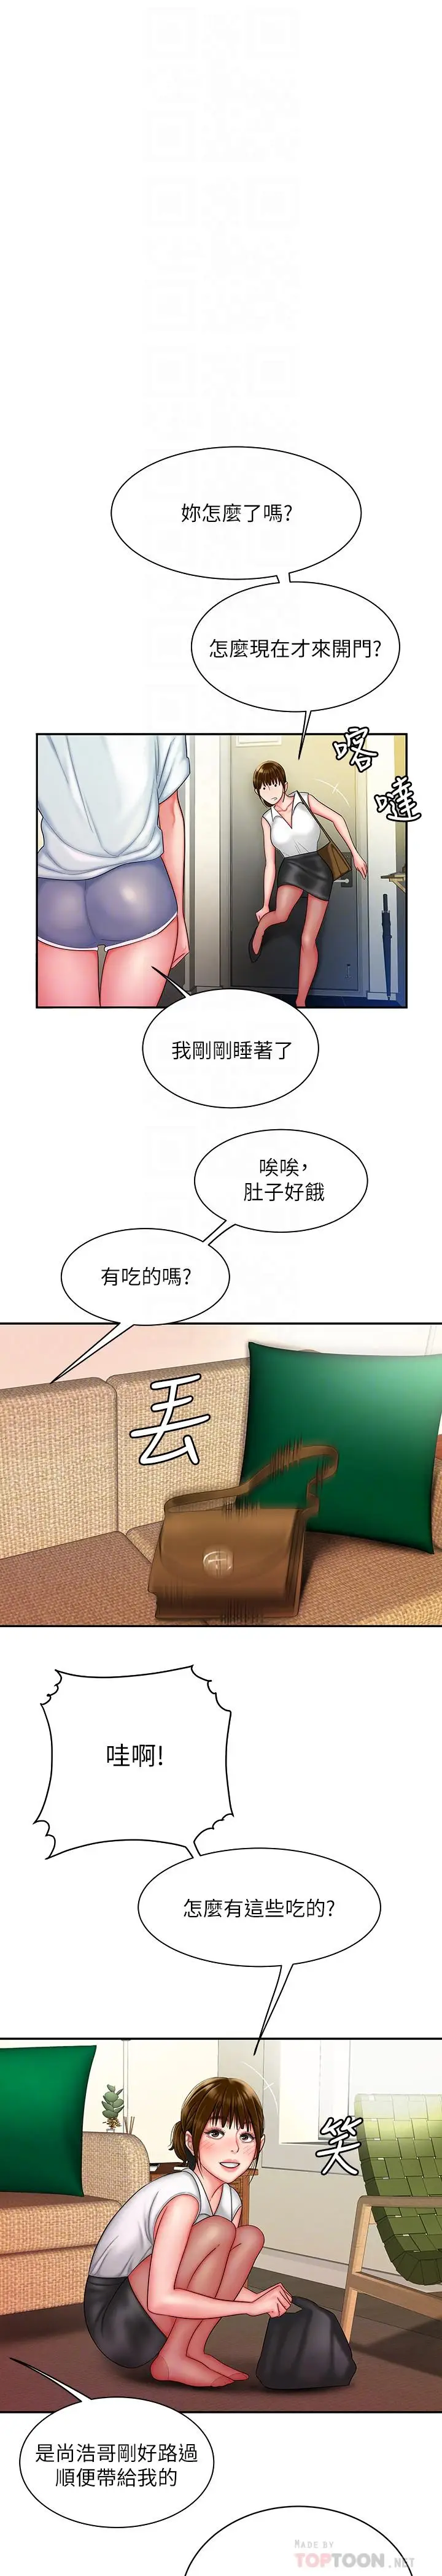 妳怎麼了嗎?
怎麼現在才來開門?
喀
噠
我剛剛睡著了
唉唉,
肚子好餓
有吃的嗎?
丟
哇啊!
怎麼有這些吃的?
笑
是尚浩哥剛好路過
順便帶給我的
MADE BY
TOPTOON.NET